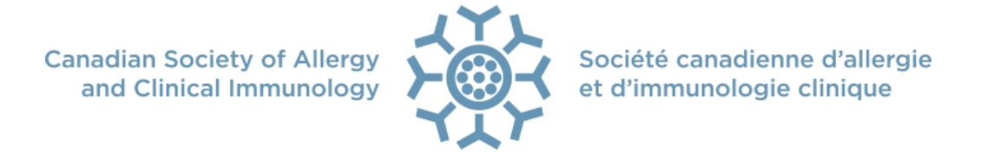 Canadian Society of Allergy
and Clinical Immunology
Société canadienne d'allergie
et d'immunologie clinique